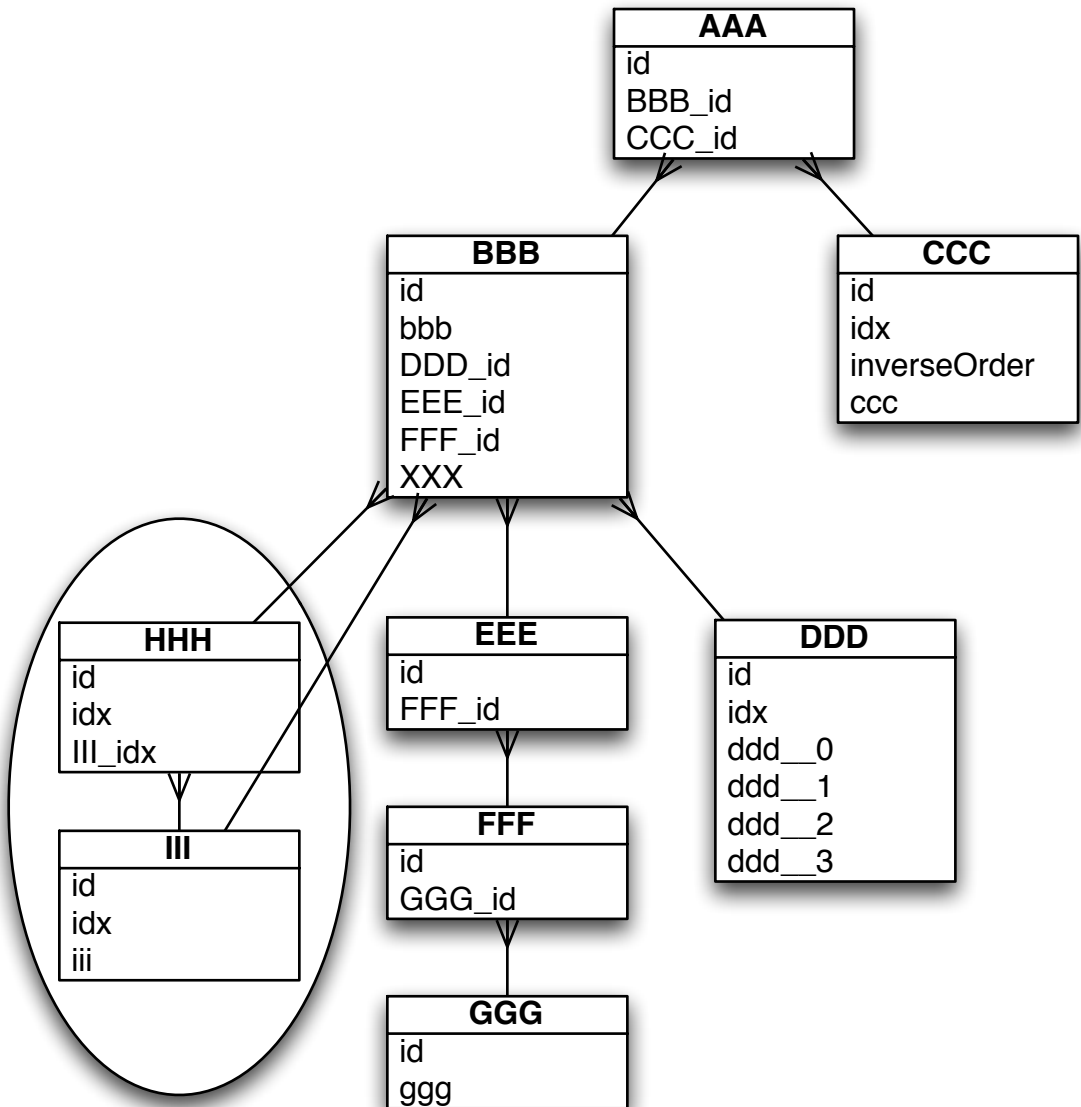 AAA
id
BBB_id
CCC_id
BBB
id
bbb
DDD_id
EEE_id
FFF_id
XXX
CCC
id
idx
inverseOrder
ccc
HHH
id
idx
III_idx
III
id
idx
iii
EEE
id
FFF_id
FFF
id
GGG_id
GGG
id
ggg
DDD
id
idx
ddd__0
ddd__1
ddd__2
ddd__3